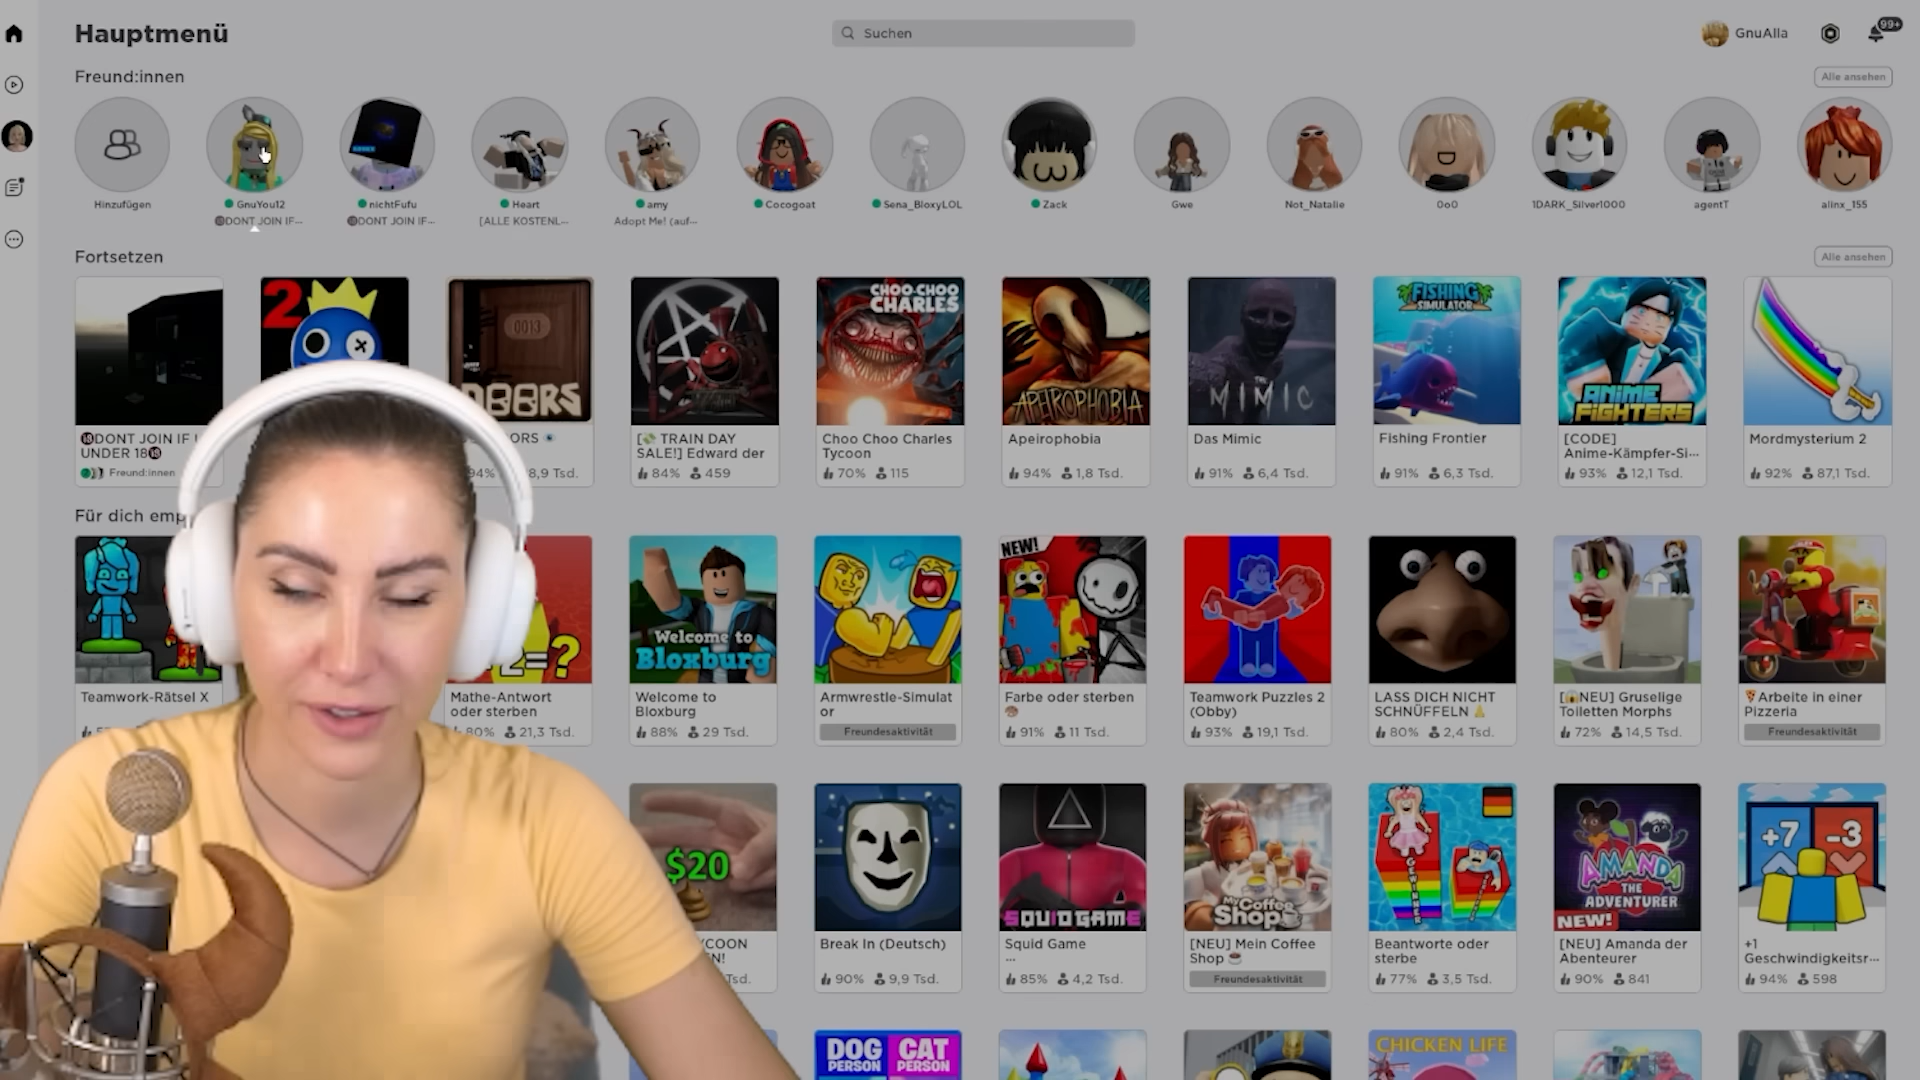 Hauptmenü
Suchen
GnuAlla
99+
Freund:innen
Alle ansehen
Hinzufügen
GnuYou12
🔞DONT JOIN IF-··
nichtFufu
🔞DONT JOIN IF-··
Heart
[ALLE KOSTENL-··
amy
Adopt Me! (auf-··
Cocogoat
Sena_BloxyLOL
Zack
Gwe
Not_Natalie
0o0
1DARK_Silver1000
agentT
alinx_155
Fortsetzen
Alle ansehen
2
0013
DOORS
CHOO-CHOO
CHARLES
APEIROPHOBIA
MIMIC
FISHING
SIMULATOR
ANIME
FIGHTERS
🔞DONT JOIN IF
UNDER 18🔞
Freund:innen
ORS 👁
94%
8,9 Tsd.
[💸 TRAIN DAY
SALE!] Edward der
84% 459
Choo Choo Charles
Tycoon
70% 115
Apeirophobia
94% 1,8 Tsd.
Das Mimic
91% 6,4 Tsd.
Fishing Frontier
91% 6,3 Tsd.
[CODE]
Anime-Kämpfer-Si···
93% 12,1 Tsd.
Mordmysterium 2
92% 87,1 Tsd.
Für dich emp
2=?
Welcome to
Bloxburg
NEW!
Teamwork-Rätsel X
Mathe-Antwort
oder sterben
80% 21,3 Tsd.
Welcome to
Bloxburg
88% 29 Tsd.
Armwrestle-Simulat
or
Freundesaktivität
Farbe oder sterben
91% 11 Tsd.
Teamwork Puzzles 2
(Obby)
93% 19,1 Tsd.
LASS DICH NICHT
SCHNÜFFELN 👃
80% 2,4 Tsd.
[😱NEU] Gruselige
Toiletten Morphs
72% 14,5 Tsd.
🍕Arbeite in einer
Pizzeria
Freundesaktivität
$20
SQUID GAME
My Coffee
Shop
GEWINNER
AMANDA
THE
ADVENTURER
NEW!
+7
-3
YCOON
N!
Tsd.
Break In (Deutsch)
90% 9,9 Tsd.
Squid Game
···
85% 4,2 Tsd.
[NEU] Mein Coffee
Shop ☕
Freundesaktivität
Beantworte oder
sterbe
77% 3,5 Tsd.
[NEU] Amanda der
Abenteurer
90% 841
+1
Geschwindigkeitsr···
94% 598
DOG
PERSON
CAT
PERSON
CHICKEN LIFE